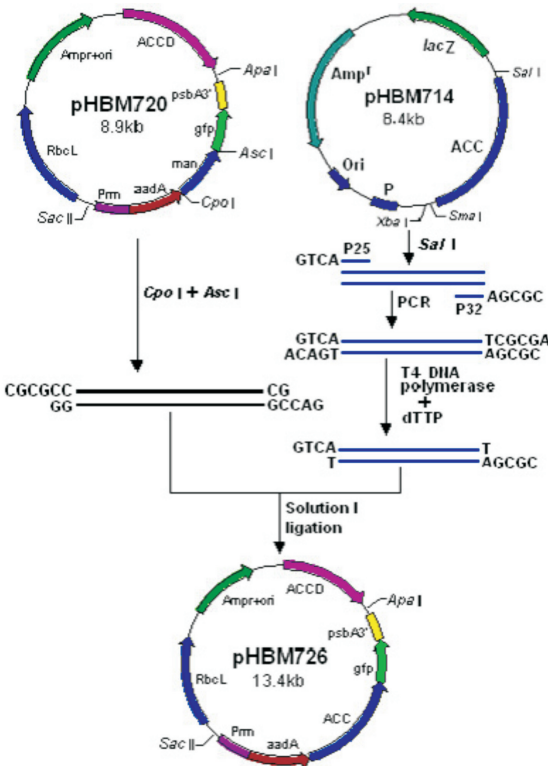 Ampr+ori
ACCD
Apa I
psbA3'
pHBM720
8.9kb
gfp
Asc I
RbcL
man
Prm
aadA
Cpo I
Sac II
lacZ
Amp^r
Sal I
pHBM714
8.4kb
ACC
Ori
P
Xba I
Sma I
Cpo I + Asc I
Sal I
P25
GTCA
P32
AGCGC
PCR
GTCA TCGCGA
ACAGT AGCGC
T4 DNA
polymerase
+
dTTP
CGCGCC CG
GG GCCAG
GTCA T
T AGCGC
Solution I
ligation
Ampr+ori
ACCD
Apa I
psbA3'
pHBM726
13.4kb
gfp
RbcL
ACC
Sac II
Prm
aadA